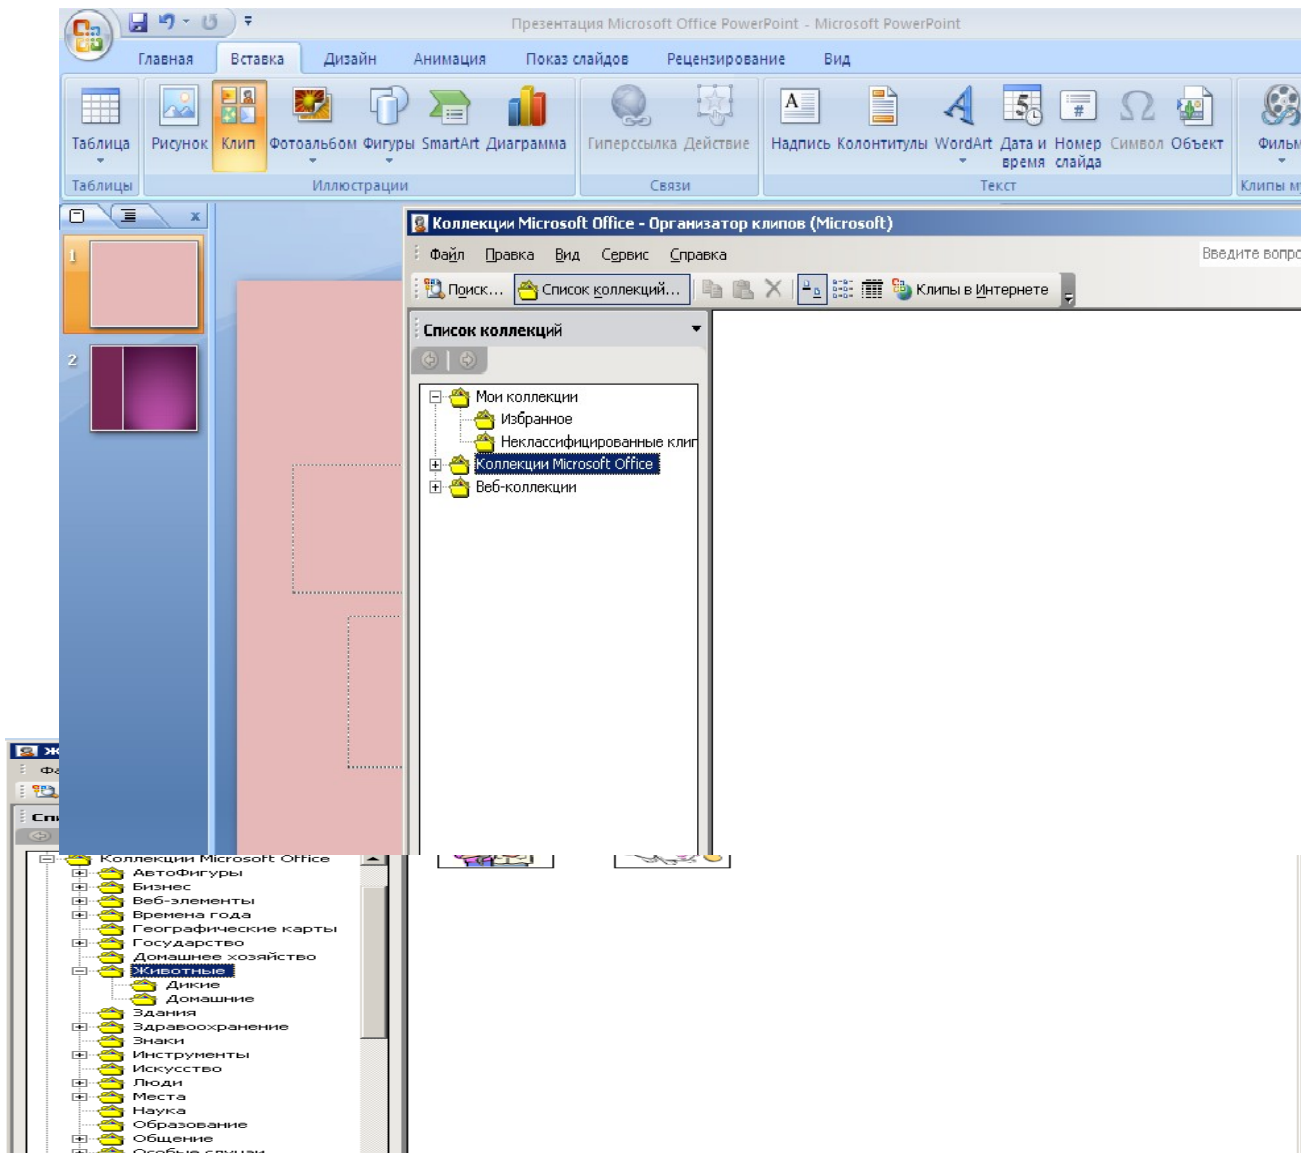 Презентация Microsoft Office PowerPoint - Microsoft PowerPoint
Главная Вставка Дизайн Анимация Показ слайдов Рецензирование Вид
Таблица Рисунок Клип Фотоальбом Фигуры SmartArt Диаграмма Гиперссылка Действие Надпись Колонтитулы WordArt Дата и время Номер слайда Символ Объект Фильм
Таблицы Иллюстрации Связи Текст Клипы
1
2
Коллекции Microsoft Office - Организатор клипов (Microsoft)
Файл Правка Вид Сервис Справка Введите
Поиск... Список коллекций... Клипы в Интернете
Список коллекций
Мои коллекции
Избранное
Неклассифицированные
Коллекции Microsoft Office
Веб-коллекции
Коллекции Microsoft Office
АвтоФигуры
Бизнес
Веб-элементы
Времена года
Географические карты
Государство
Домашнее хозяйство
Животные
Дикие
Домашние
Здания
Здравоохранение
Знаки
Инструменты
Искусство
Люди
Места
Наука
Образование
Общение
Особые случаи